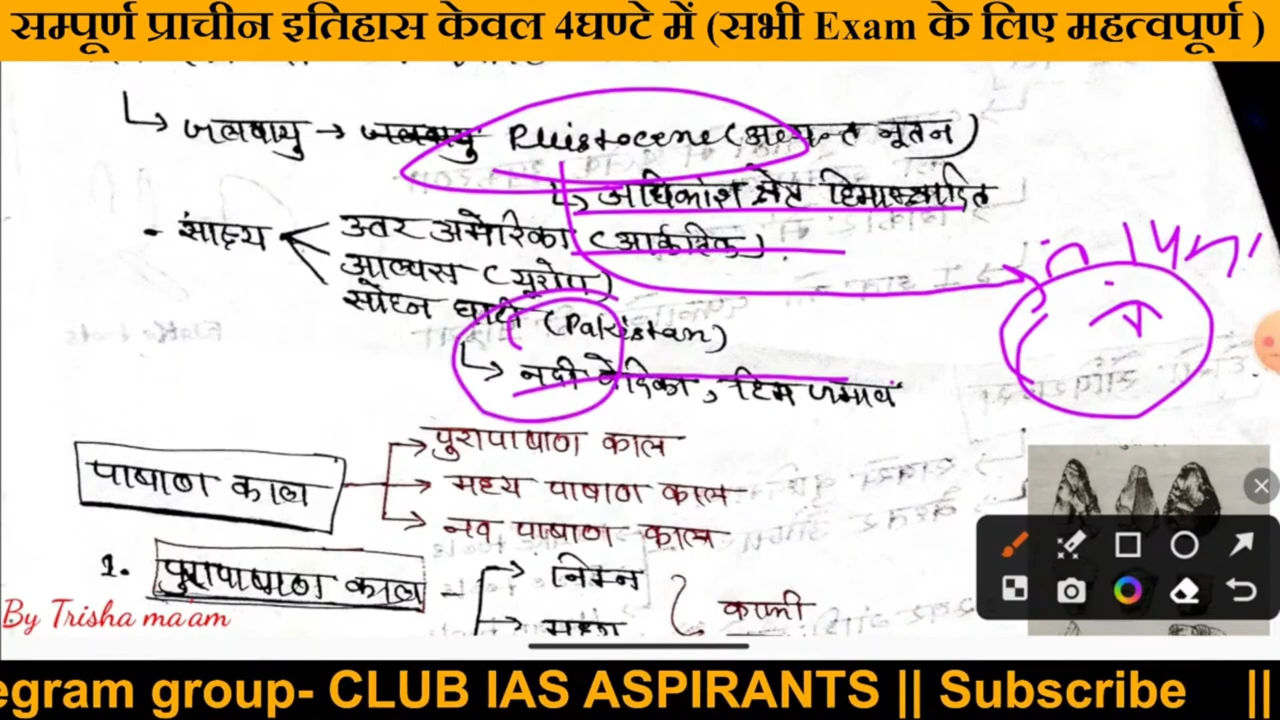 सम्पूर्ण प्राचीन इतिहास केवल 4घण्टे में (सभी Exam के लिए महत्वपूर्ण )
↳ जलवायु → जलवायु Pleistocene (अत्यन्त नूतन)
↳ अधिकांश क्षेत्र हिमाच्छादित
- साक्ष्य
उत्तर अमेरिका (आर्कटिक)
आल्पस (यूरोप)
सोहन घाटी (Pakistan)
↳ नदी वेदिका, हिम जमाव
पाषाण काल
→ पुरापाषाण काल
→ मध्य पाषाण काल
→ नव पाषाण काल
1. पुरापाषाण काल -
→ निम्न
→ मध्य
By Trisha ma'am
egram group- CLUB IAS ASPIRANTS || Subscribe ||